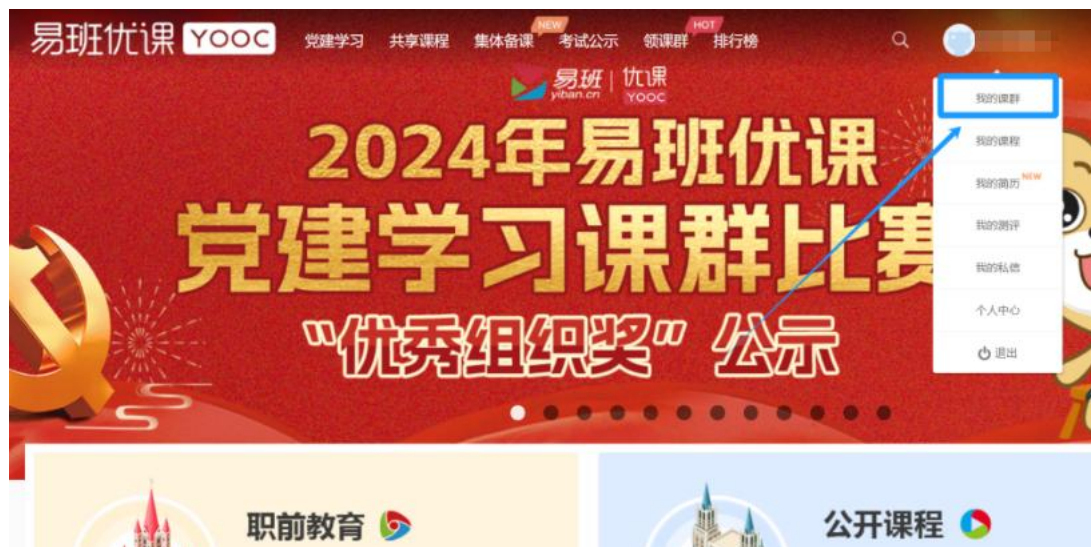 易班优课 YOOC 党建学习 共享课程 集体备课 NEW 考试公示 领课群 HOT 排行榜
易班 yiban.cn 优课 YOOC
2024年易班优课
党建学习课群比赛
“优秀组织奖”公示
我的课群
我的课程
我的简历 NEW
我的测评
我的私信
个人中心
退出
职前教育
公开课程